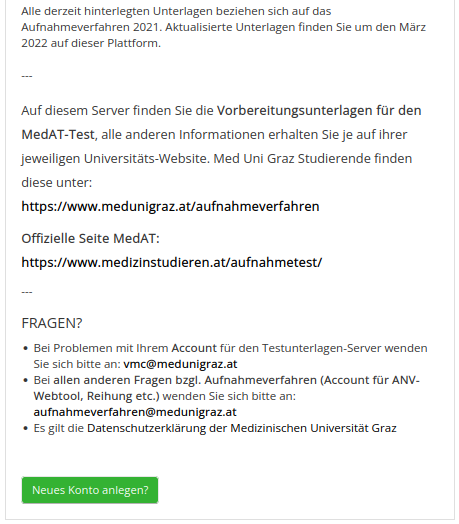 Alle derzeit hinterlegten Unterlagen beziehen sich auf das
Aufnahmeverfahren 2021. Aktualisierte Unterlagen finden Sie um den März
2022 auf dieser Plattform.
---
Auf diesem Server finden Sie die Vorbereitungsunterlagen für den
MedAT-Test, alle anderen Informationen erhalten Sie je auf ihrer
jeweiligen Universitäts-Website. Med Uni Graz Studierende finden
diese unter:
https://www.medunigraz.at/aufnahmeverfahren
Offizielle Seite MedAT:
https://www.medizinstudieren.at/aufnahmetest/
---
FRAGEN?
• Bei Problemen mit Ihrem Account für den Testunterlagen-Server wenden
Sie sich bitte an: vmc@medunigraz.at
• Bei allen anderen Fragen bzgl. Aufnahmeverfahren (Account für ANV-
Webtool, Reihung etc.) wenden Sie sich bitte an:
aufnahmeverfahren@medunigraz.at
• Es gilt die Datenschutzerklärung der Medizinischen Universität Graz
Neues Konto anlegen?